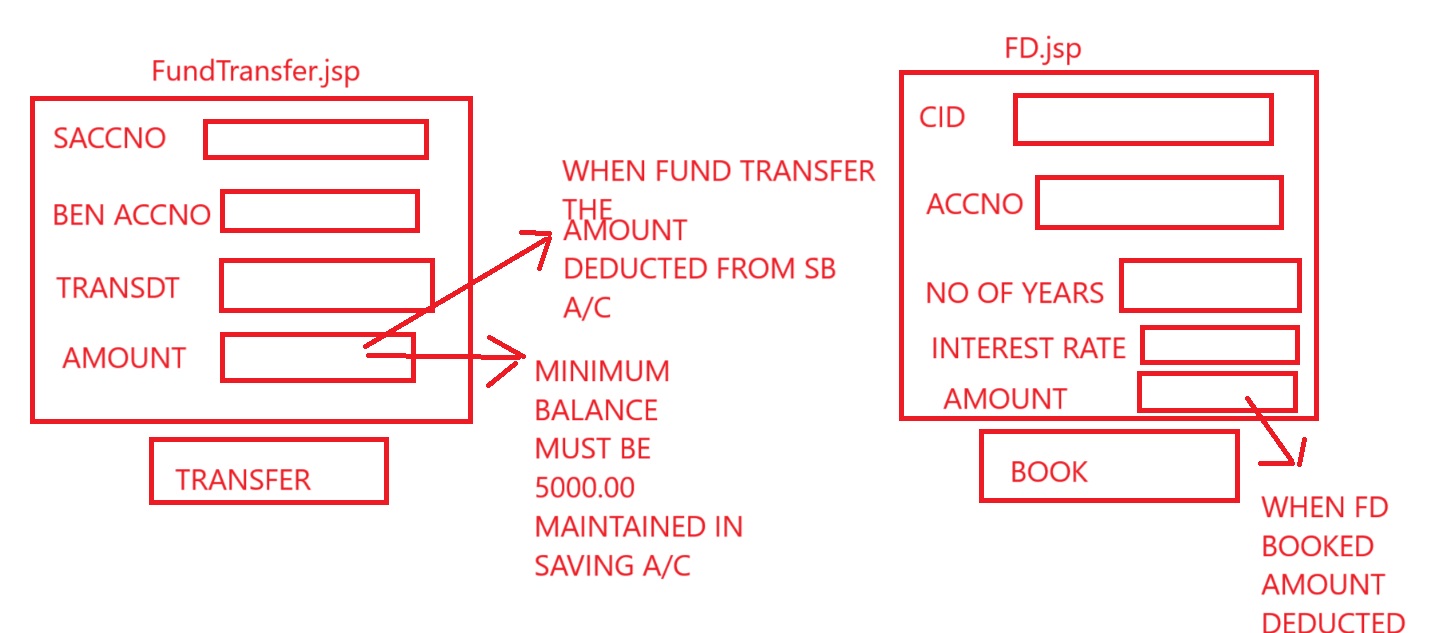 FundTransfer.jsp
SACCNO
BEN ACCNO
TRANSDT
AMOUNT
TRANSFER
WHEN FUND TRANSFER
THE
AMOUNT
DEDUCTED FROM SB
A/C
MINIMUM
BALANCE
MUST BE
5000.00
MAINTAINED IN
SAVING A/C
FD.jsp
CID
ACCNO
NO OF YEARS
INTEREST RATE
AMOUNT
BOOK
WHEN FD
BOOKED
AMOUNT
DEDUCTED